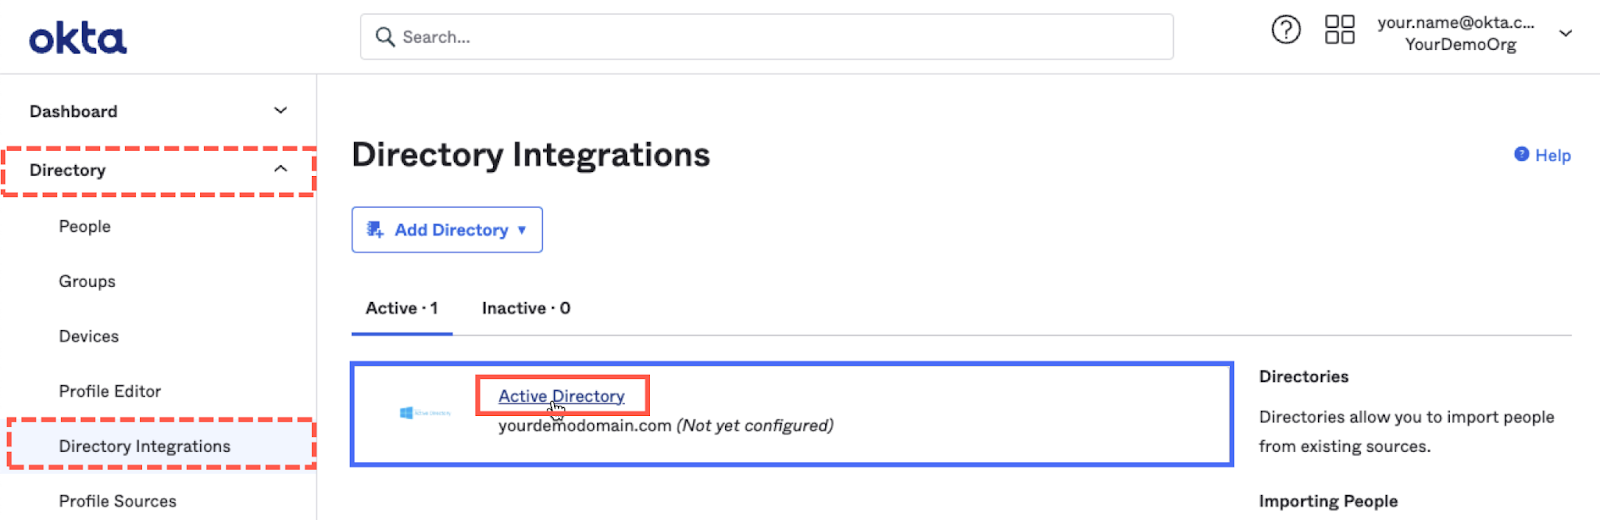 okta
Search...
your.name@okta.c...
YourDemoOrg
Dashboard
Directory
People
Groups
Devices
Profile Editor
Directory Integrations
Profile Sources
Directory Integrations
Help
Add Directory
Active · 1
Inactive · 0
Active Directory
Active Directory
yourdemodomain.com (Not yet configured)
Directories
Directories allow you to import people
from existing sources.
Importing People